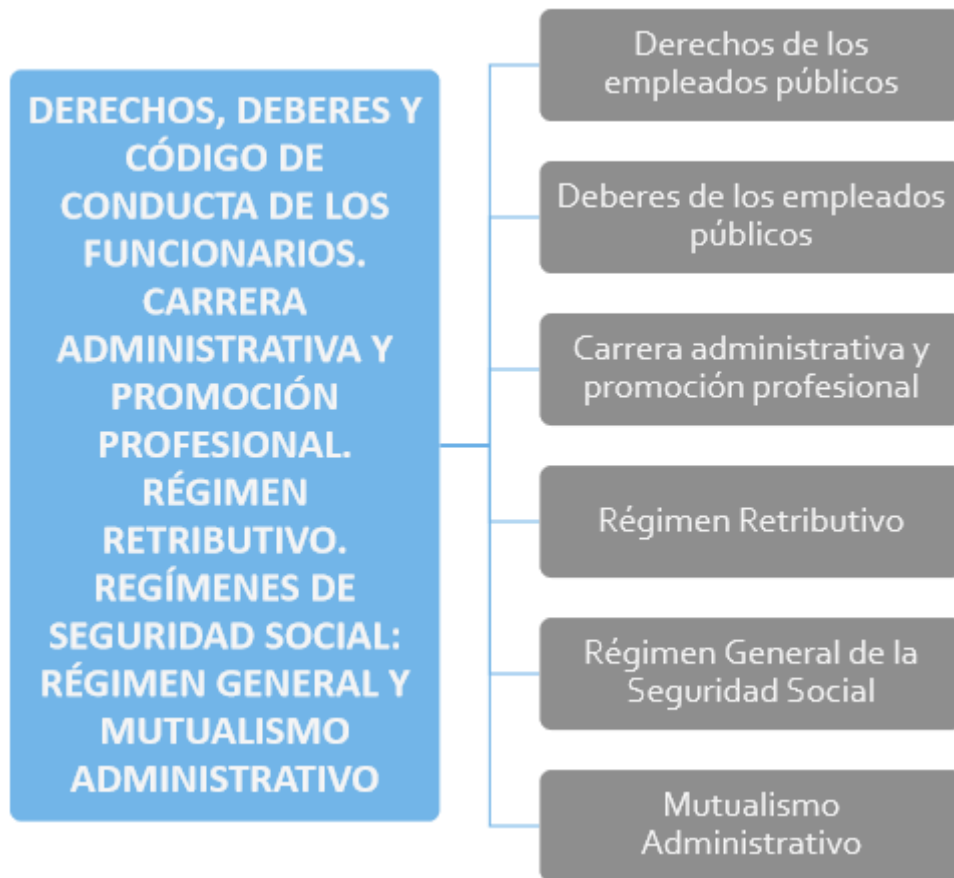 DERECHOS, DEBERES Y
CÓDIGO DE
CONDUCTA DE LOS
FUNCIONARIOS.
CARRERA
ADMINISTRATIVA Y
PROMOCIÓN
PROFESIONAL.
RÉGIMEN
RETRIBUTIVO.
REGÍMENES DE
SEGURIDAD SOCIAL:
RÉGIMEN GENERAL Y
MUTUALISMO
ADMINISTRATIVO
Derechos de los
empleados públicos
Deberes de los empleados
públicos
Carrera administrativa y
promoción profesional
Régimen Retributivo
Régimen General de la
Seguridad Social
Mutualismo
Administrativo